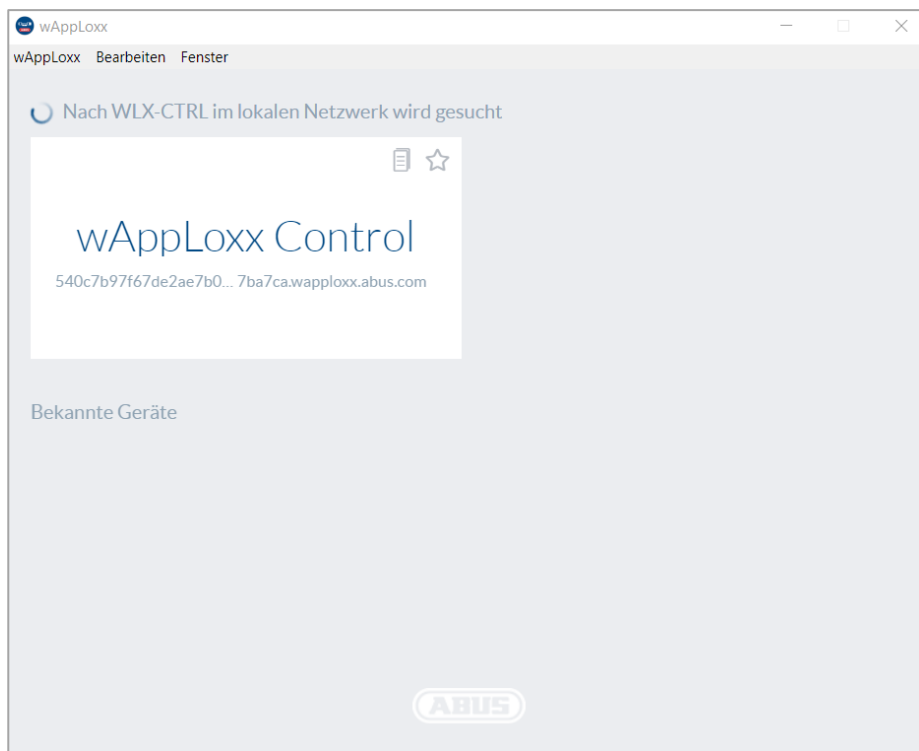 wAppLoxx
wAppLoxx Bearbeiten Fenster
Nach WLX-CTRL im lokalen Netzwerk wird gesucht
wAppLoxx Control
540c7b97f67de2ae7b0... 7ba7ca.wapploxx.abus.com
Bekannte Geräte
ABUS